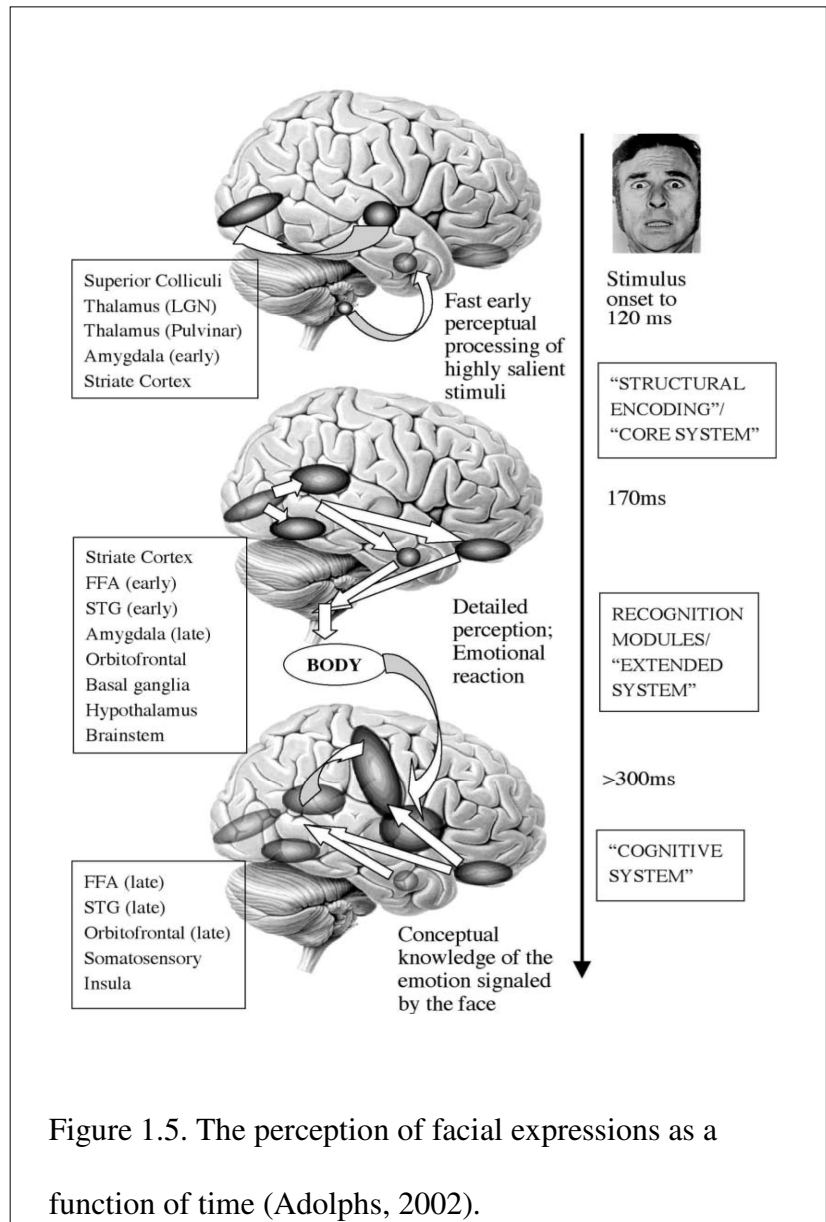 Superior Colliculi
Thalamus (LGN)
Thalamus (Pulvinar)
Amygdala (early)
Striate Cortex
Fast early
perceptual
processing of
highly salient
stimuli
Stimulus
onset to
120 ms
“STRUCTURAL
ENCODING”/
“CORE SYSTEM”
170ms
Striate Cortex
FFA (early)
STG (early)
Amygdala (late)
Orbitofrontal
Basal ganglia
Hypothalamus
Brainstem
BODY
Detailed
perception;
Emotional
reaction
RECOGNITION
MODULES/
“EXTENDED
SYSTEM”
>300ms
“COGNITIVE
SYSTEM”
FFA (late)
STG (late)
Orbitofrontal (late)
Somatosensory
Insula
Conceptual
knowledge of the
emotion signaled
by the face
Figure 1.5. The perception of facial expressions as a
function of time (Adolphs, 2002).